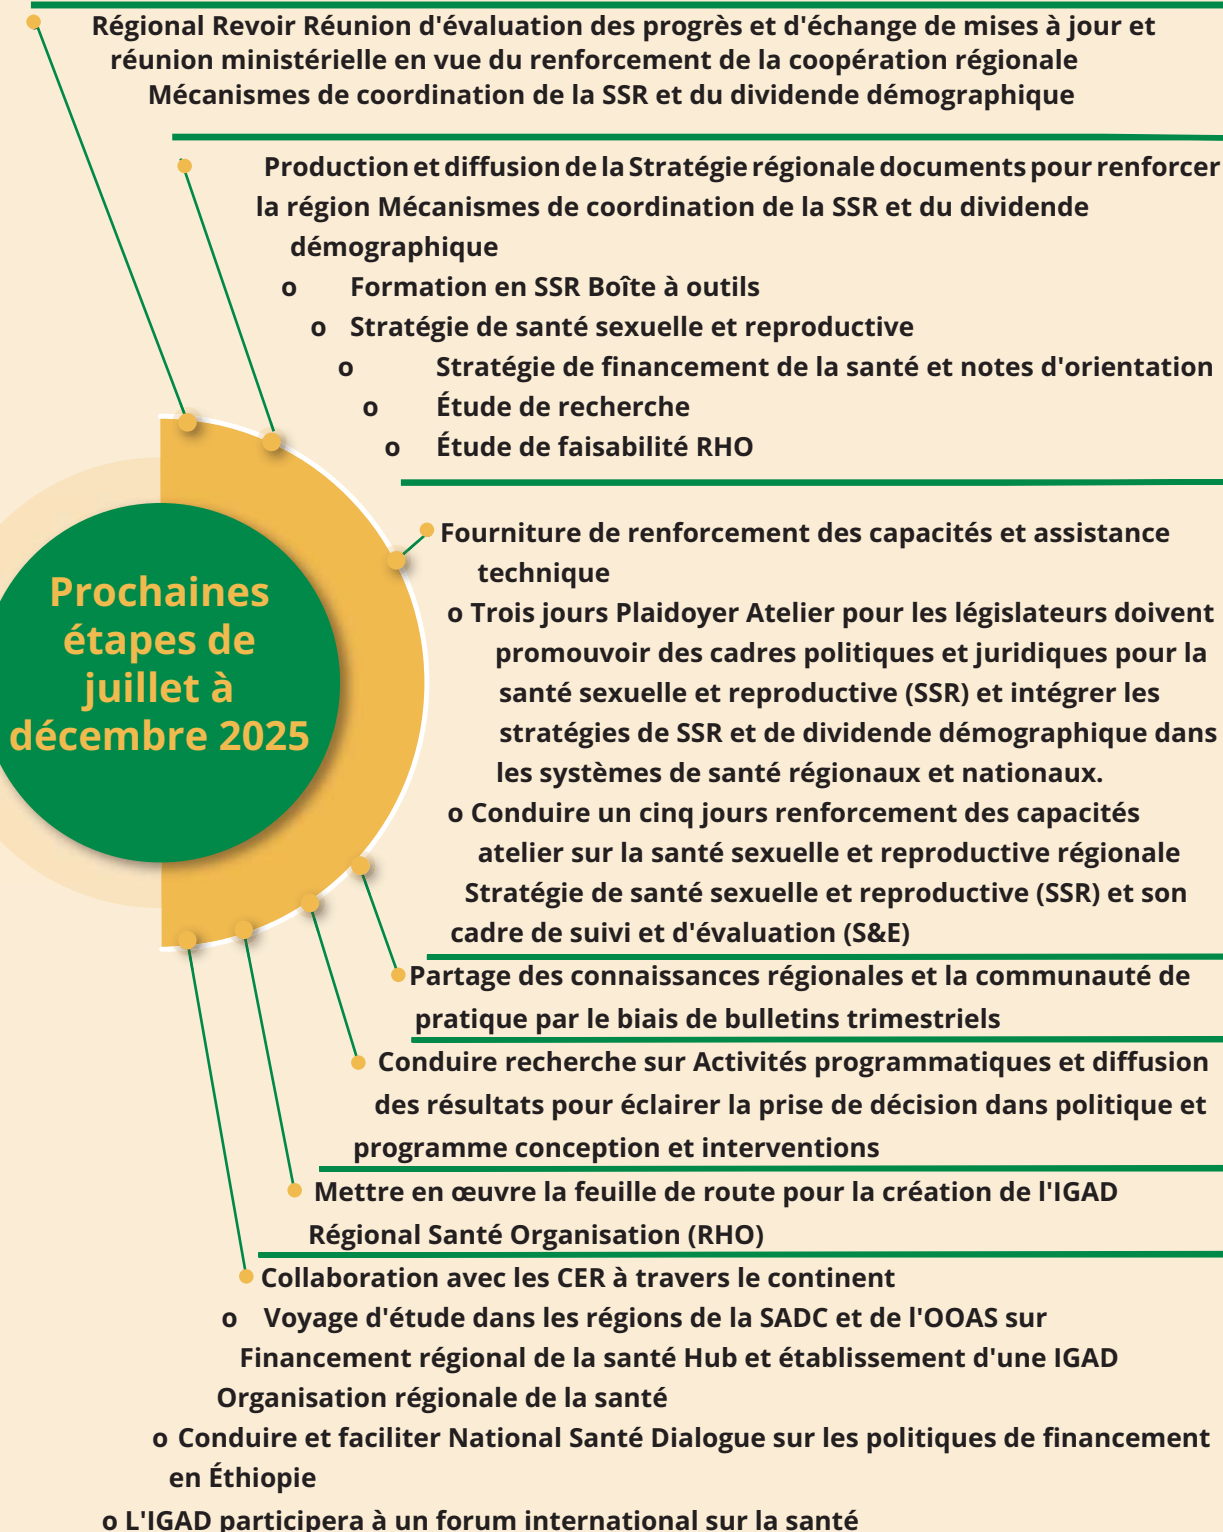 Régional Revoir Réunion d'évaluation des progrès et d'échange de mises à jour et
réunion ministérielle en vue du renforcement de la coopération régionale
Mécanismes de coordination de la SSR et du dividende démographique
Production et diffusion de la Stratégie régionale documents pour renforcer
la région Mécanismes de coordination de la SSR et du dividende
démographique
o Formation en SSR Boîte à outils
o Stratégie de santé sexuelle et reproductive
o Stratégie de financement de la santé et notes d'orientation
o Étude de recherche
o Étude de faisabilité RHO
Prochaines
étapes de
juillet à
décembre 2025
Fourniture de renforcement des capacités et assistance
technique
o Trois jours Plaidoyer Atelier pour les législateurs doivent
promouvoir des cadres politiques et juridiques pour la
santé sexuelle et reproductive (SSR) et intégrer les
stratégies de SSR et de dividende démographique dans
les systèmes de santé régionaux et nationaux.
o Conduire un cinq jours renforcement des capacités
atelier sur la santé sexuelle et reproductive régionale
Stratégie de santé sexuelle et reproductive (SSR) et son
cadre de suivi et d'évaluation (S&E)
Partage des connaissances régionales et la communauté de
pratique par le biais de bulletins trimestriels
Conduire recherche sur Activités programmatiques et diffusion
des résultats pour éclairer la prise de décision dans politique et
programme conception et interventions
Mettre en œuvre la feuille de route pour la création de l'IGAD
Régional Santé Organisation (RHO)
Collaboration avec les CER à travers le continent
o Voyage d'étude dans les régions de la SADC et de l'OOAS sur
Financement régional de la santé Hub et établissement d'une IGAD
Organisation régionale de la santé
o Conduire et faciliter National Santé Dialogue sur les politiques de financement
en Éthiopie
o L'IGAD participera à un forum international sur la santé